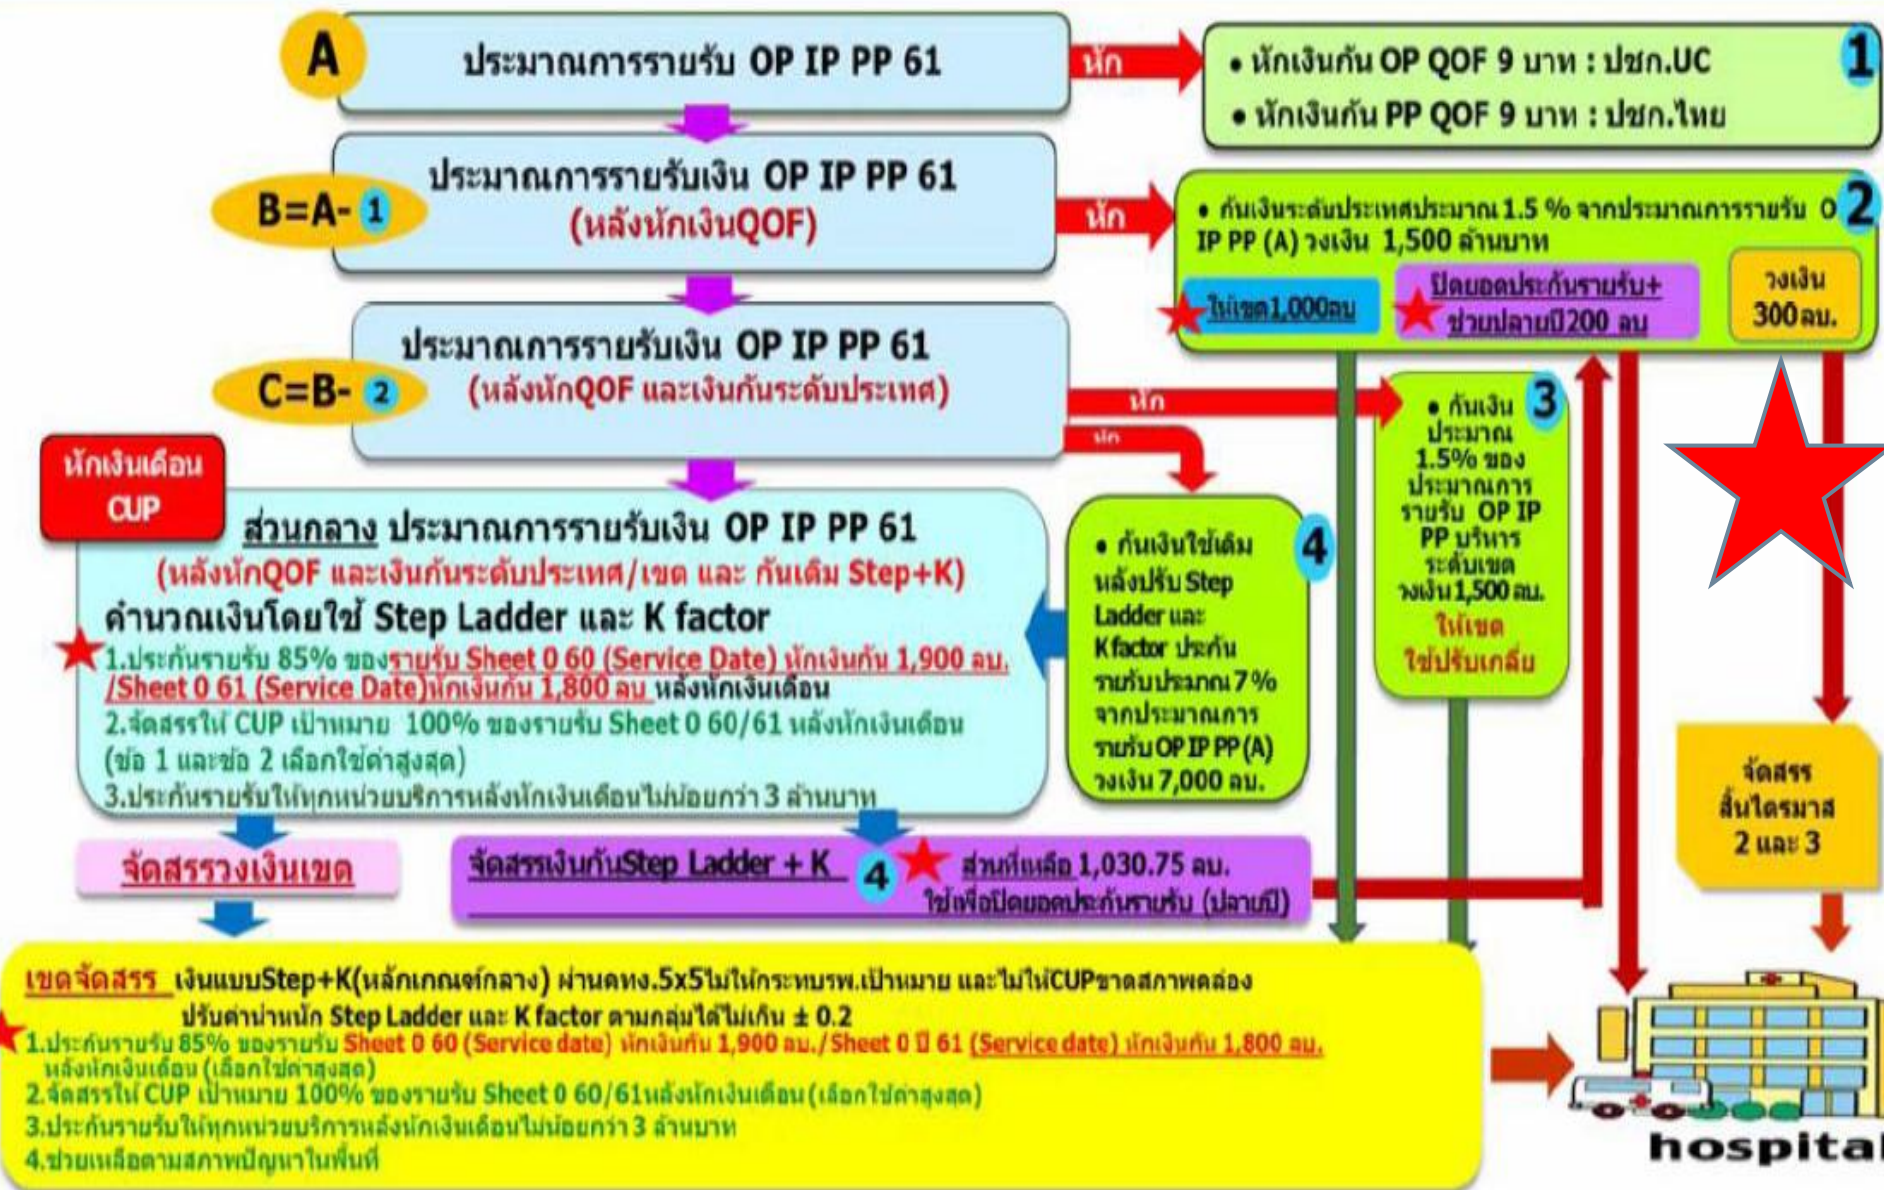 A
ประมาณการรายรับ OP IP PP 61
หัก
1
• หักเงินกัน OP QOF 9 บาท : ปชก.UC
• หักเงินกัน PP QOF 9 บาท : ปชก.ไทย
B=A- 1
ประมาณการรายรับเงิน OP IP PP 61
(หลังหักเงินQOF)
หัก
2
• กันเงินระดับประเทศประมาณ 1.5 % จากประมาณการรายรับ O
IP PP (A) วงเงิน 1,500 ล้านบาท
ให้เขต1,000ลบ
ปิดยอดประกันรายรับ+
ช่วยปลายปี200 ลบ
วงเงิน
300 ลบ.
C=B- 2
ประมาณการรายรับเงิน OP IP PP 61
(หลังหักQOF และเงินกันระดับประเทศ)
หัก
หัก
3
• กันเงิน
ประมาณ
1.5% ของ
ประมาณการ
รายรับ OP IP
PP บริหาร
ระดับเขต
วงเงิน1,500 ลบ.
ให้เขต
ใช้ปรับเกลี่ย
หักเงินเดือน
CUP
ส่วนกลาง ประมาณการรายรับเงิน OP IP PP 61
(หลังหักQOF และเงินกันระดับประเทศ/เขต และ กันเติม Step+K)
คำนวณเงินโดยใช้ Step Ladder และ K factor
1.ประกันรายรับ 85% ของรายรับ Sheet 0 60 (Service Date) หักเงินกัน 1,900 ลบ.
/Sheet 0 61 (Service Date)หักเงินกัน 1,800 ลบ หลังหักเงินเดือน
2.จัดสรรให้ CUP เป้าหมาย 100% ของรายรับ Sheet 0 60/61 หลังหักเงินเดือน
(ข้อ 1 และข้อ 2 เลือกใช้ค่าสูงสุด)
3.ประกันรายรับให้ทุกหน่วยบริการหลังหักเงินเดือนไม่น้อยกว่า 3 ล้านบาท
4
• กันเงินใช้เติม
หลังปรับ Step
Ladder และ
K factor ประกัน
รายรับประมาณ 7%
จากประมาณการ
รายรับ OP IP PP (A)
วงเงิน 7,000 ลบ.
จัดสรร
สิ้นไตรมาส
2 และ 3
จัดสรรวงเงินเขต
จัดสรรเงินกันStep Ladder + K 4
ส่วนที่เหลือ 1,030.75 ลบ.
ใช้เพื่อปิดยอดประกันรายรับ (ปลายปี)
เขตจัดสรร เงินแบบStep+K(หลักเกณฑ์กลาง) ผ่านคทง.5x5ไม่ให้กระทบรพ.เป้าหมาย และไม่ให้CUPขาดสภาพคล่อง
ปรับค่าน้ำหนัก Step Ladder และ K factor ตามกลุ่มได้ไม่เกิน ± 0.2
1.ประกันรายรับ 85% ของรายรับ Sheet 0 60 (Service date) หักเงินกัน 1,900 ลบ./Sheet 0 ปี 61 (Service date) หักเงินกัน 1,800 ลบ.
หลังหักเงินเดือน (เลือกใช้ค่าสูงสุด)
2.จัดสรรให้ CUP เป้าหมาย 100% ของรายรับ Sheet 0 60/61หลังหักเงินเดือน (เลือกใช้ค่าสูงสุด)
3.ประกันรายรับให้ทุกหน่วยบริการหลังหักเงินเดือนไม่น้อยกว่า 3 ล้านบาท
4.ช่วยเหลือตามสภาพปัญหาในพื้นที่
hospital